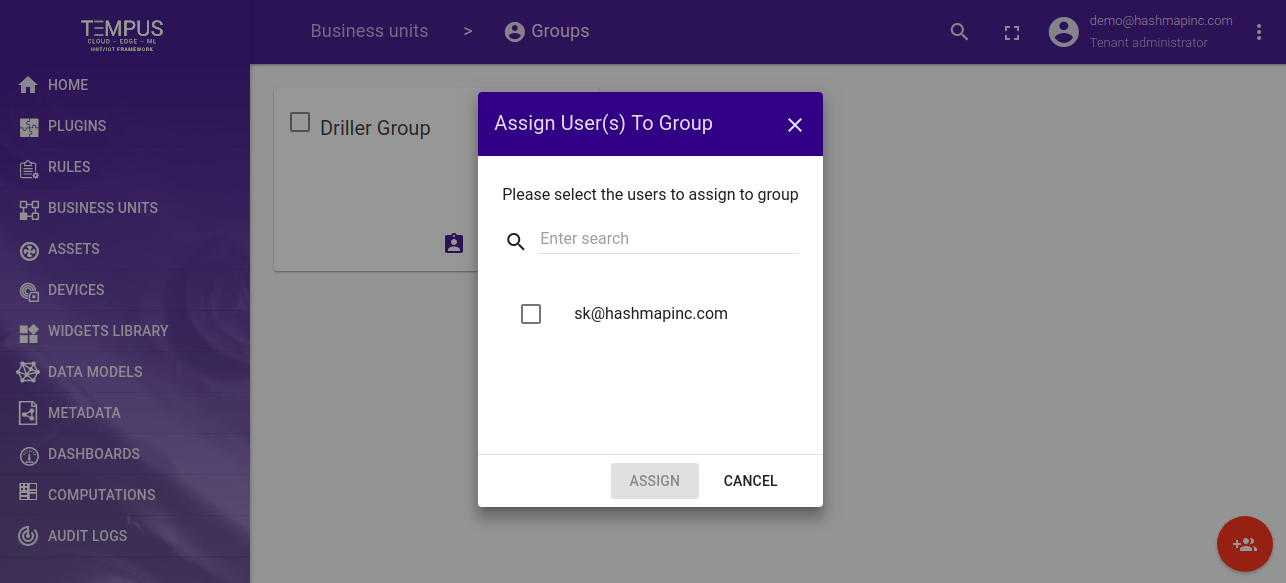 TEMPUS
CLOUD - EDGE - ML
IIOT/IOT FRAMEWORK
Business units > Groups
demo@hashmapinc.com
Tenant administrator
HOME
PLUGINS
RULES
BUSINESS UNITS
ASSETS
DEVICES
WIDGETS LIBRARY
DATA MODELS
METADATA
DASHBOARDS
COMPUTATIONS
AUDIT LOGS
Driller Group
Assign User(s) To Group
Please select the users to assign to group
Enter search
sk@hashmapinc.com
ASSIGN CANCEL